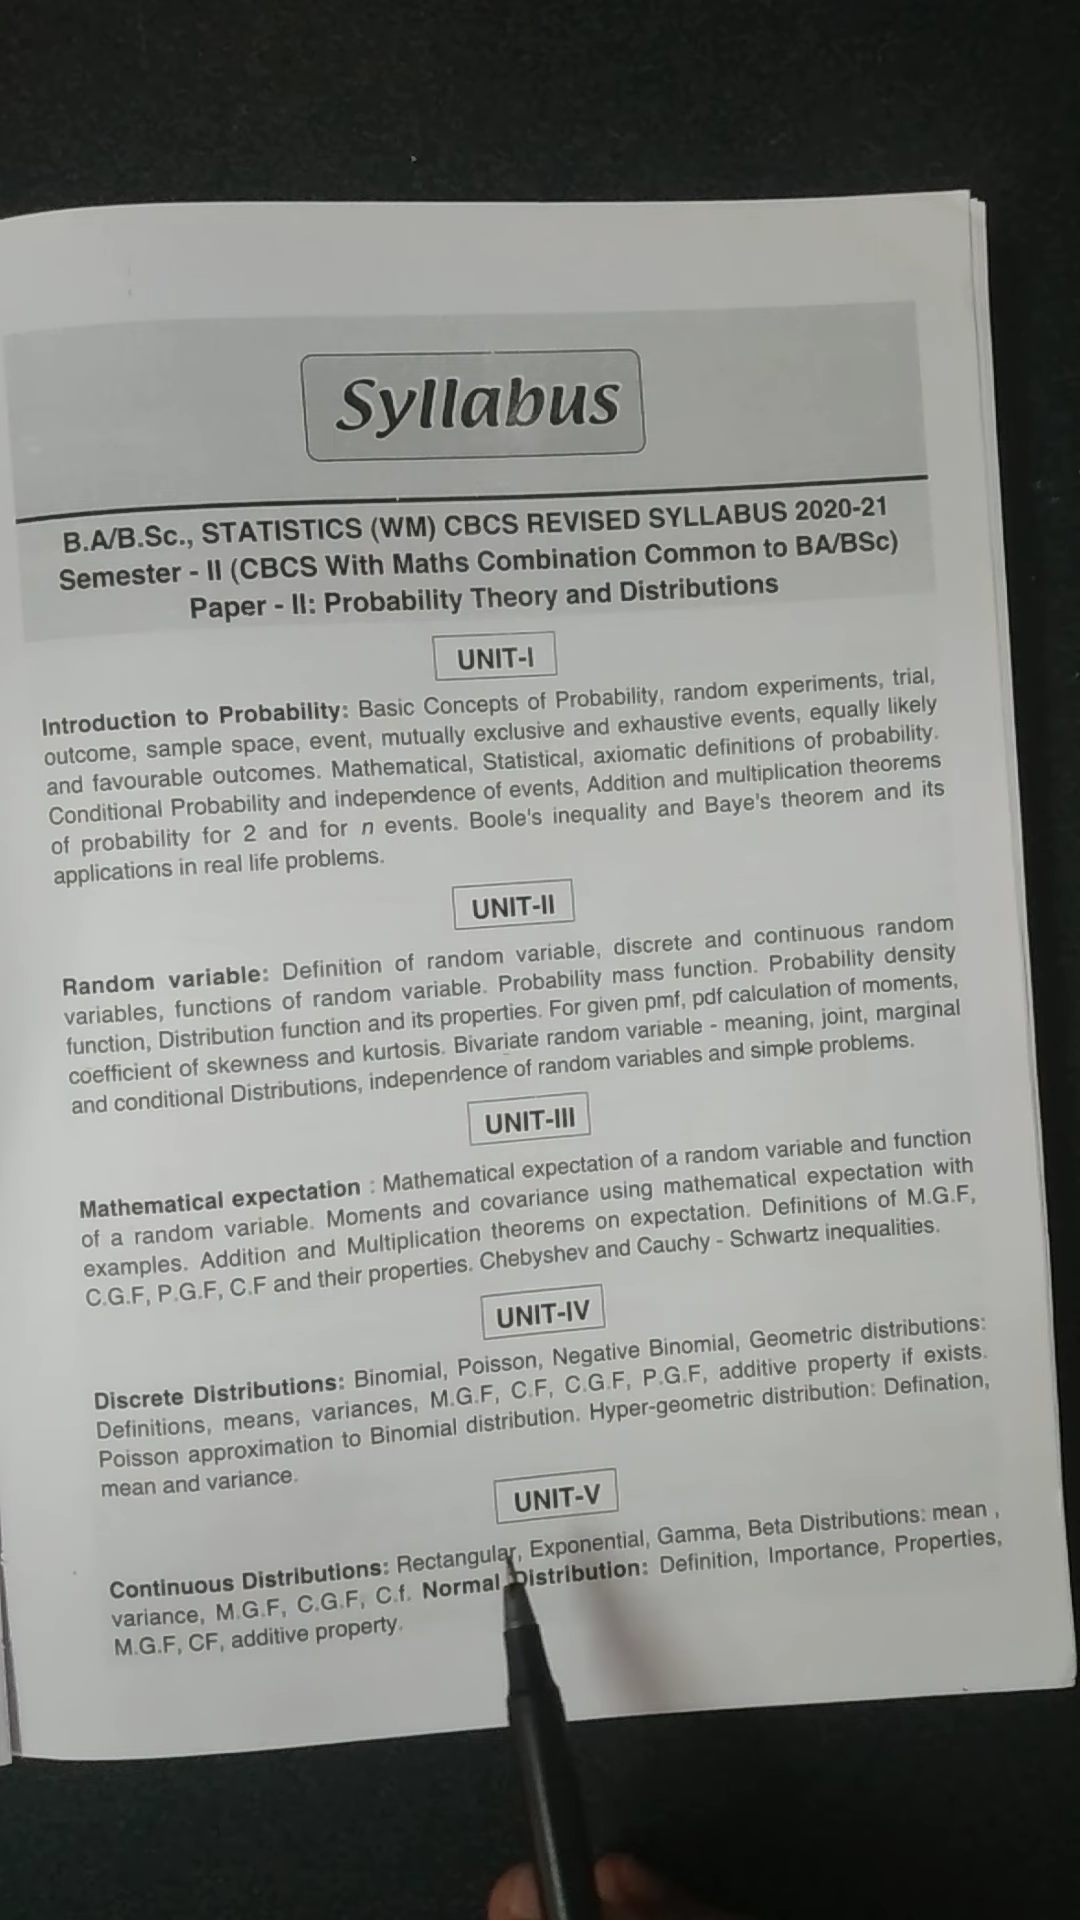 Syllabus
B.A/B.Sc., STATISTICS (WM) CBCS REVISED SYLLABUS 2020-21
Semester - II (CBCS With Maths Combination Common to BA/BSc)
Paper - II: Probability Theory and Distributions
UNIT-I
Introduction to Probability: Basic Concepts of Probability, random experiments, trial,
outcome, sample space, event, mutually exclusive and exhaustive events, equally likely
and favourable outcomes. Mathematical, Statistical, axiomatic definitions of probability.
Conditional Probability and independence of events, Addition and multiplication theorems
of probability for 2 and for n events. Boole's inequality and Baye's theorem and its
applications in real life problems.
UNIT-II
Random variable: Definition of random variable, discrete and continuous random
variables, functions of random variable. Probability mass function. Probability density
function, Distribution function and its properties. For given pmf, pdf calculation of moments,
coefficient of skewness and kurtosis. Bivariate random variable - meaning, joint, marginal
and conditional Distributions, independence of random variables and simple problems.
UNIT-III
Mathematical expectation : Mathematical expectation of a random variable and function
of a random variable. Moments and covariance using mathematical expectation with
examples. Addition and Multiplication theorems on expectation. Definitions of M.G.F,
C.G.F, P.G.F, C.F and their properties. Chebyshev and Cauchy - Schwartz inequalities.
UNIT-IV
Discrete Distributions: Binomial, Poisson, Negative Binomial, Geometric distributions:
Definitions, means, variances, M.G.F, C.F, C.G.F, P.G.F, additive property if exists.
Poisson approximation to Binomial distribution. Hyper-geometric distribution: Defination,
mean and variance.
UNIT-V
Continuous Distributions: Rectangular, Exponential, Gamma, Beta Distributions: mean ,
variance, M.G.F, C.G.F, C.f. Normal Distribution: Definition, Importance, Properties,
M.G.F, CF, additive property.